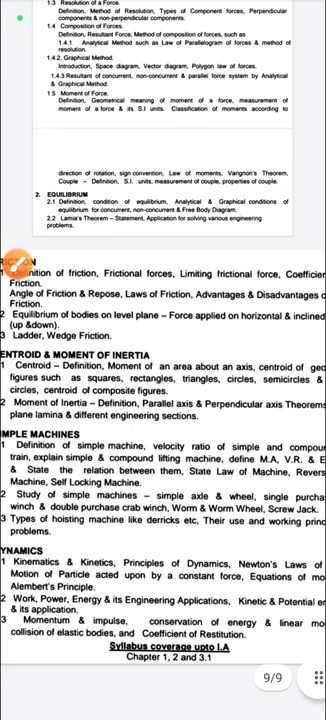 1.3 Resolution of a Force.
Definition, Method of Resolution, Types of Component forces, Perpendicular
components & non-perpendicular components.
1.4 Composition of Forces.
Definition, Resultant Force, Method of composition of forces, such as
1.4.1 Analytical Method such as Law of Parallelogram of forces & method of
resolution.
1.4.2. Graphical Method.
Introduction, Space diagram, Vector diagram, Polygon law of forces.
1.4.3 Resultant of concurrent, non-concurrent & parallel force system by Analytical
& Graphical Method.
1.5 Moment of Force.
Definition, Geometrical meaning of moment of a force, measurement of
moment of a force & its S.I units. Classification of moments according to
direction of rotation, sign convention, Law of moments, Varignon's Theorem,
Couple – Definition, S.I. units, measurement of couple, properties of couple.
2. EQUILIBRIUM
2.1 Definition, condition of equilibrium, Analytical & Graphical conditions of
equilibrium for concurrent, non-concurrent & Free Body Diagram.
2.2 Lamia's Theorem – Statement, Application for solving various engineering
problems.
Definition of friction, Frictional forces, Limiting frictional force, Coefficien
Friction.
Angle of Friction & Repose, Laws of Friction, Advantages & Disadvantages o
Friction.
2 Equilibrium of bodies on level plane – Force applied on horizontal & inclined
(up &down).
3 Ladder, Wedge Friction.
ENTROID & MOMENT OF INERTIA
1 Centroid – Definition, Moment of an area about an axis, centroid of geo
figures such as squares, rectangles, triangles, circles, semicircles &
circles, centroid of composite figures.
2 Moment of Inertia – Definition, Parallel axis & Perpendicular axis Theorems
plane lamina & different engineering sections.
IMPLE MACHINES
1 Definition of simple machine, velocity ratio of simple and compour
train, explain simple & compound lifting machine, define M.A, V.R. & E
& State the relation between them, State Law of Machine, Revers
Machine, Self Locking Machine.
2 Study of simple machines – simple axle & wheel, single purcha
winch & double purchase crab winch, Worm & Worm Wheel, Screw Jack.
3 Types of hoisting machine like derricks etc, Their use and working princ
problems.
YNAMICS
1 Kinematics & Kinetics, Principles of Dynamics, Newton's Laws of
Motion of Particle acted upon by a constant force, Equations of mo
Alembert's Principle.
2 Work, Power, Energy & its Engineering Applications, Kinetic & Potential er
& its application.
3 Momentum & impulse, conservation of energy & linear mo
collision of elastic bodies, and Coefficient of Restitution.
Syllabus coverage upto I.A
Chapter 1, 2 and 3.1
9/9